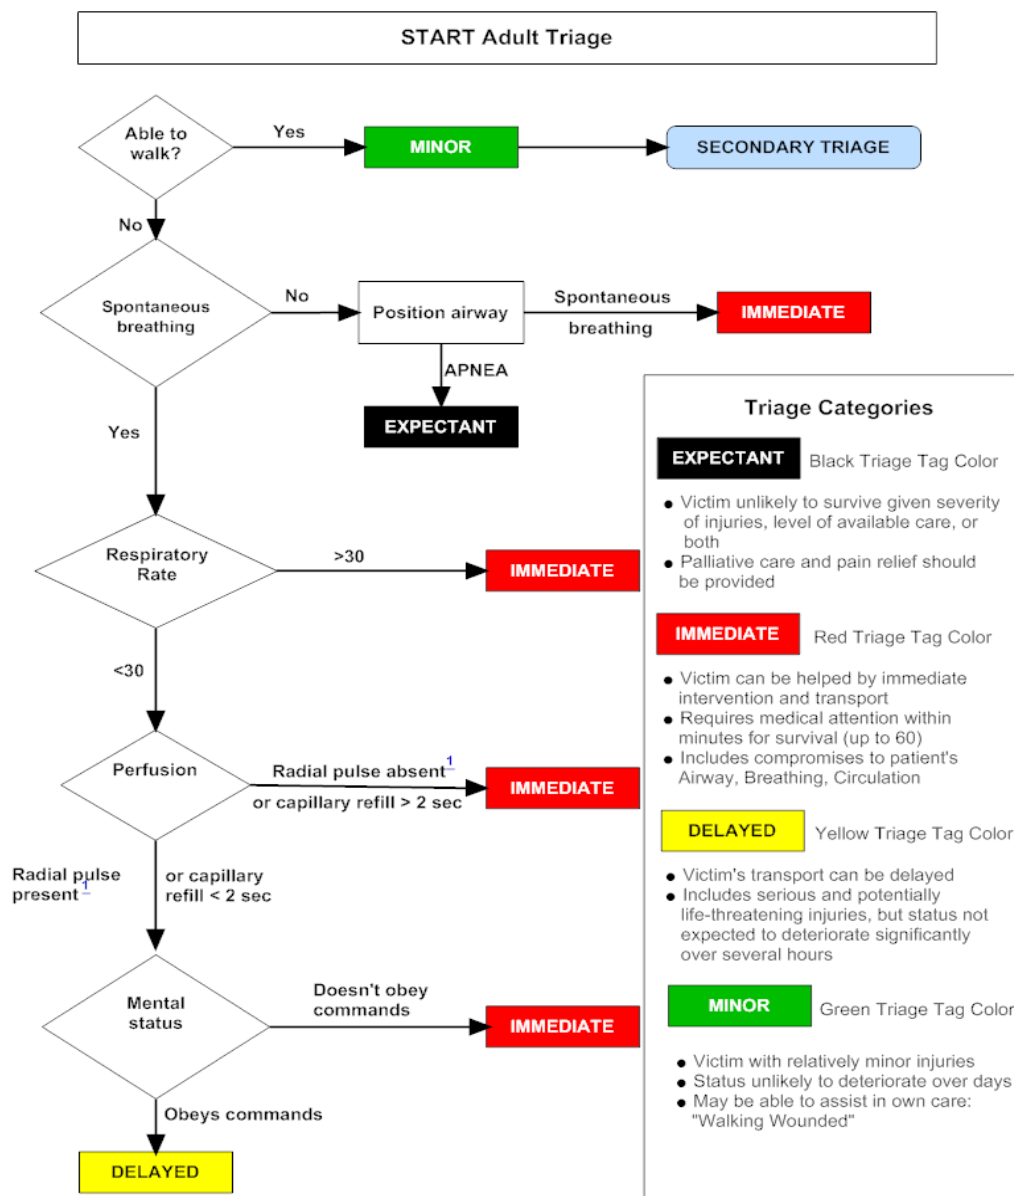 START Adult Triage
Able to
walk?
Yes
MINOR
SECONDARY TRIAGE
No
Spontaneous
breathing
No
Position airway
Spontaneous
breathing
IMMEDIATE
APNEA
EXPECTANT
Yes
Respiratory
Rate
>30
IMMEDIATE
<30
Perfusion
Radial pulse absent1
or capillary refill > 2 sec
IMMEDIATE
Radial pulse
present1
or capillary
refill < 2 sec
Mental
status
Doesn't obey
commands
IMMEDIATE
Obeys commands
DELAYED
Triage Categories
EXPECTANT Black Triage Tag Color
● Victim unlikely to survive given severity
of injuries, level of available care, or
both
● Palliative care and pain relief should
be provided
IMMEDIATE Red Triage Tag Color
● Victim can be helped by immediate
intervention and transport
● Requires medical attention within
minutes for survival (up to 60)
● Includes compromises to patient's
Airway, Breathing, Circulation
DELAYED Yellow Triage Tag Color
● Victim's transport can be delayed
● Includes serious and potentially
life-threatening injuries, but status not
expected to deteriorate significantly
over several hours
MINOR Green Triage Tag Color
● Victim with relatively minor injuries
● Status unlikely to deteriorate over days
● May be able to assist in own care:
"Walking Wounded"